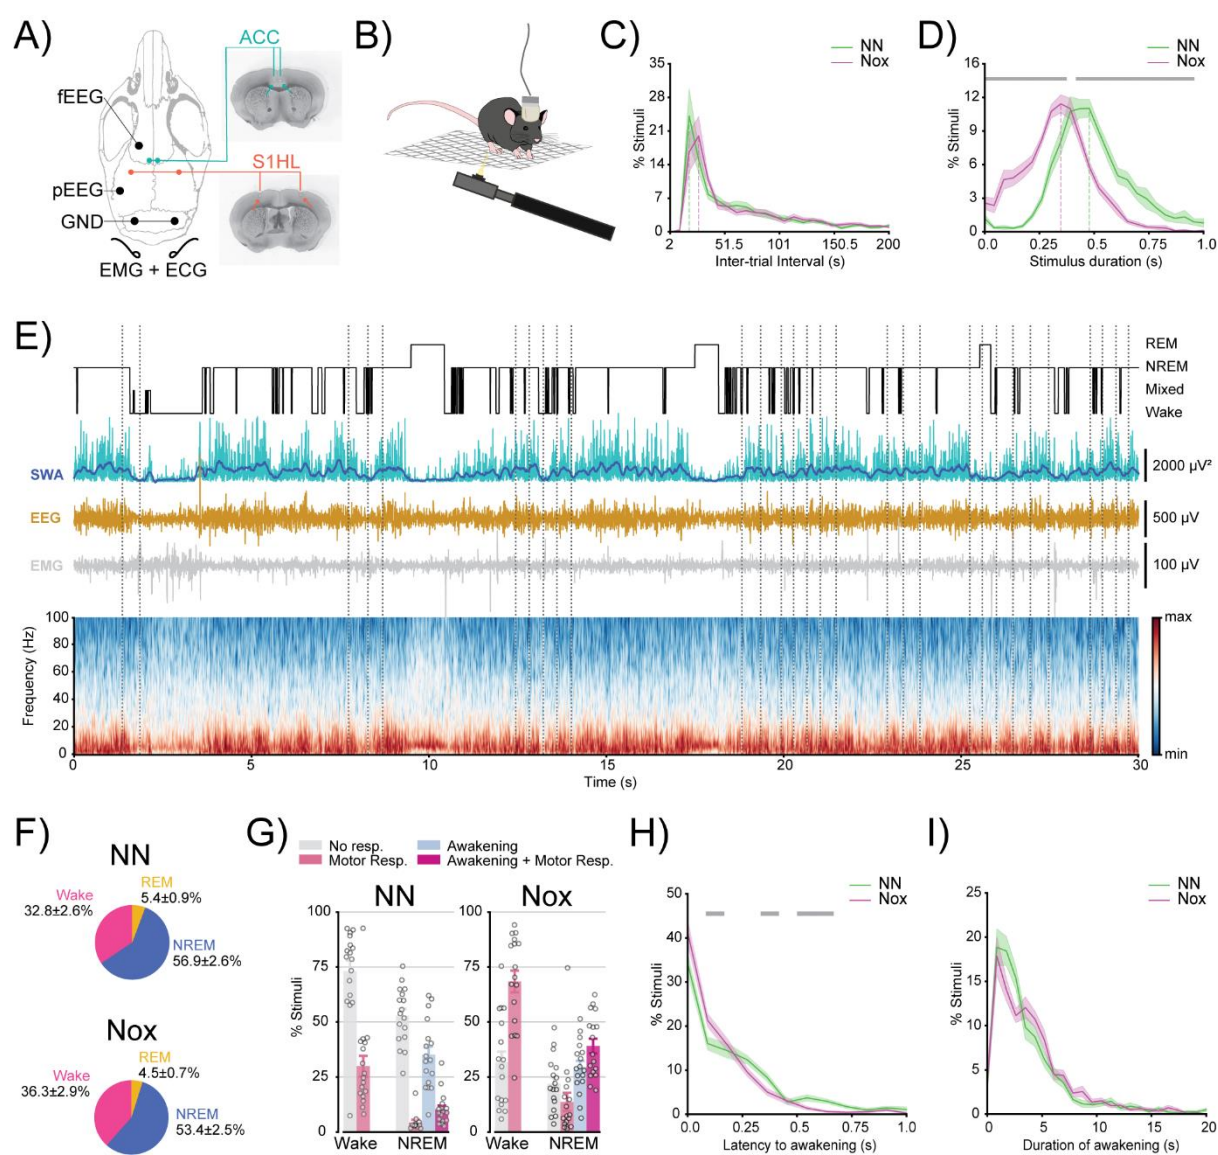 A)
ACC
fEEG
S1HL
pEEG
GND
EMG + ECG
B)
C)
NN
Nox
% Stimuli
35
28
21
14
7
0
2 51.5 101 150.5 200
Inter-trial Interval (s)
D)
NN
Nox
% Stimuli
15
12
9
6
3
0
0.0 0.25 0.5 0.75 1.0
Stimulus duration (s)
E)
REM
NREM
Mixed
Wake
SWA
2000 µV²
EEG
500 µV
EMG
100 µV
Frequency (Hz)
100
80
60
40
20
0
max
min
0 5 10 15 20 25 30
Time (s)
F)
NN
Wake
32.8±2.6%
REM
5.4±0.9%
NREM
56.9±2.6%
Nox
Wake
36.3±2.9%
REM
4.5±0.7%
NREM
53.4±2.5%
G)
No resp. Awakening
Motor Resp. Awakening + Motor Resp.
NN Nox
% Stimuli
100
75
50
25
0
Wake NREM
100
75
50
25
0
Wake NREM
H)
NN
Nox
% Stimuli
50
40
30
20
10
0
0.0 0.25 0.5 0.75 1.0
Latency to awakening (s)
I)
NN
Nox
% Stimuli
25
20
15
10
5
0
0 5 10 15 20
Duration of awakening (s)